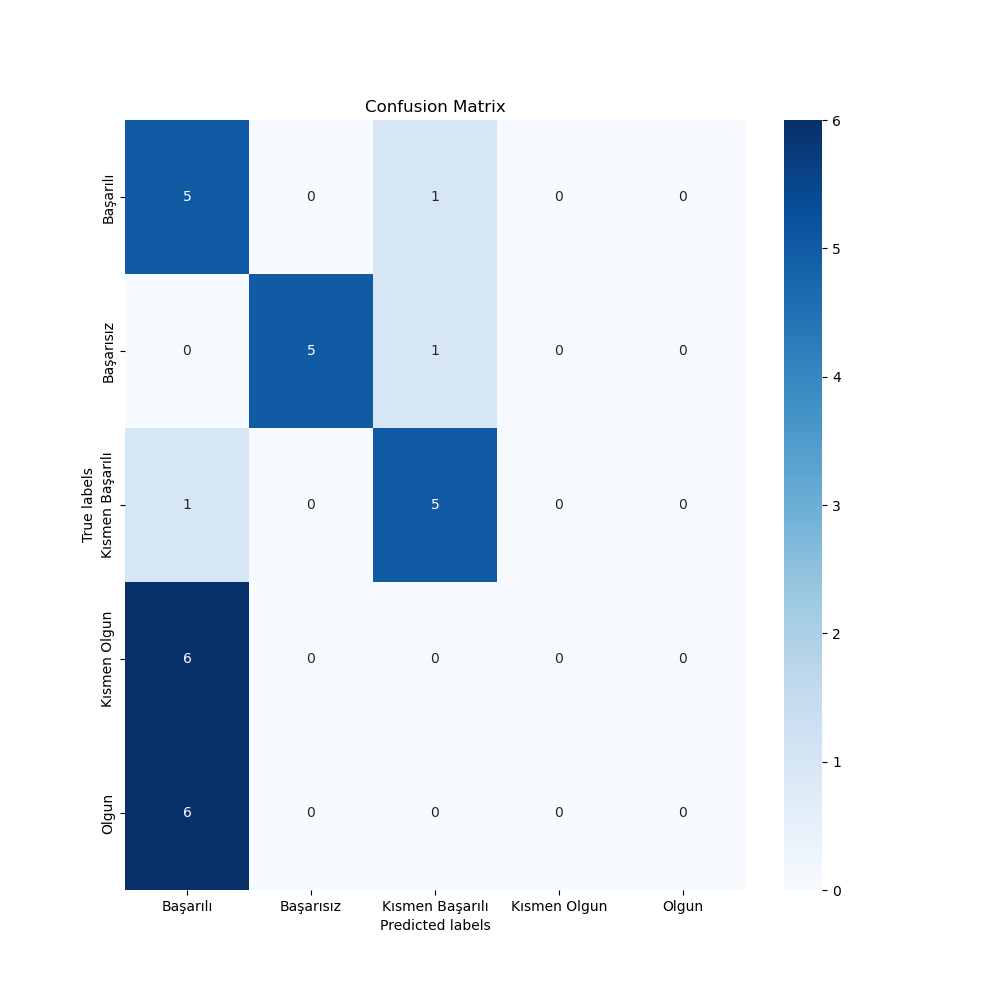 Confusion Matrix
Başarılı
5 0 1 0 0
Başarısız
0 5 1 0 0
True labels
Kısmen Başarılı
1 0 5 0 0
Kısmen Olgun
6 0 0 0 0
Olgun
6 0 0 0 0
Başarılı Başarısız Kısmen Başarılı Kısmen Olgun Olgun
Predicted labels
6
5
4
3
2
1
0